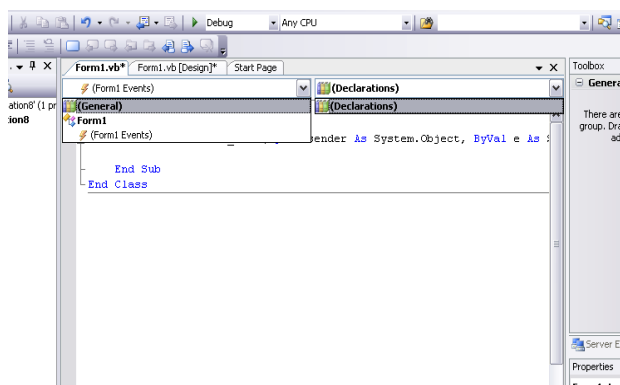 Debug Any CPU
Form1.vb* Form1.vb [Design]* Start Page
Toolbox
(Form1 Events) (Declarations)
Genera
ation8' (1 pr
(General) (Declarations)
There are
tion8
Form1
group. Dra
(Form1 Events)
ender As System.Object, ByVal e As
ad
End Sub
End Class
Server E
Properties